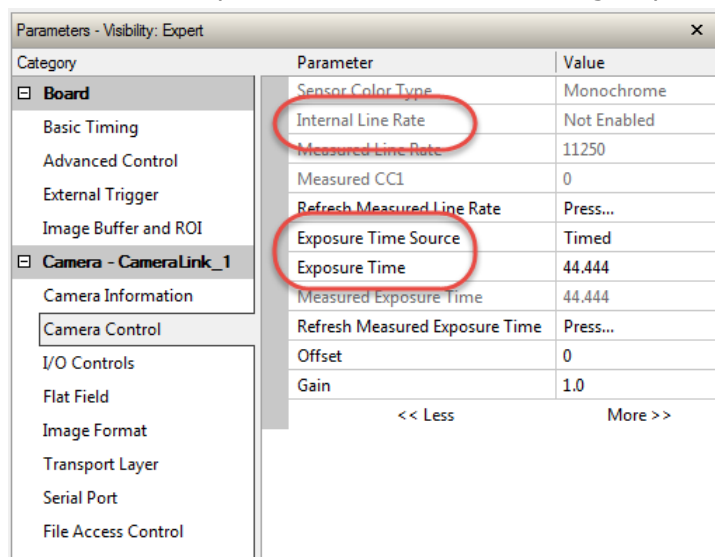 Parameters - Visibility: Expert ×
Category Parameter Value
Board Sensor Color Type Monochrome
Basic Timing Internal Line Rate Not Enabled
Advanced Control Measured Line Rate 11250
External Trigger Measured CC1 0
Image Buffer and ROI Refresh Measured Line Rate Press...
Camera - CameraLink_1 Exposure Time Source Timed
Camera Information Exposure Time 44.444
Camera Control Measured Exposure Time 44.444
I/O Controls Refresh Measured Exposure Time Press...
Flat Field Offset 0
Image Format Gain 1.0
Transport Layer << Less More >>
Serial Port
File Access Control